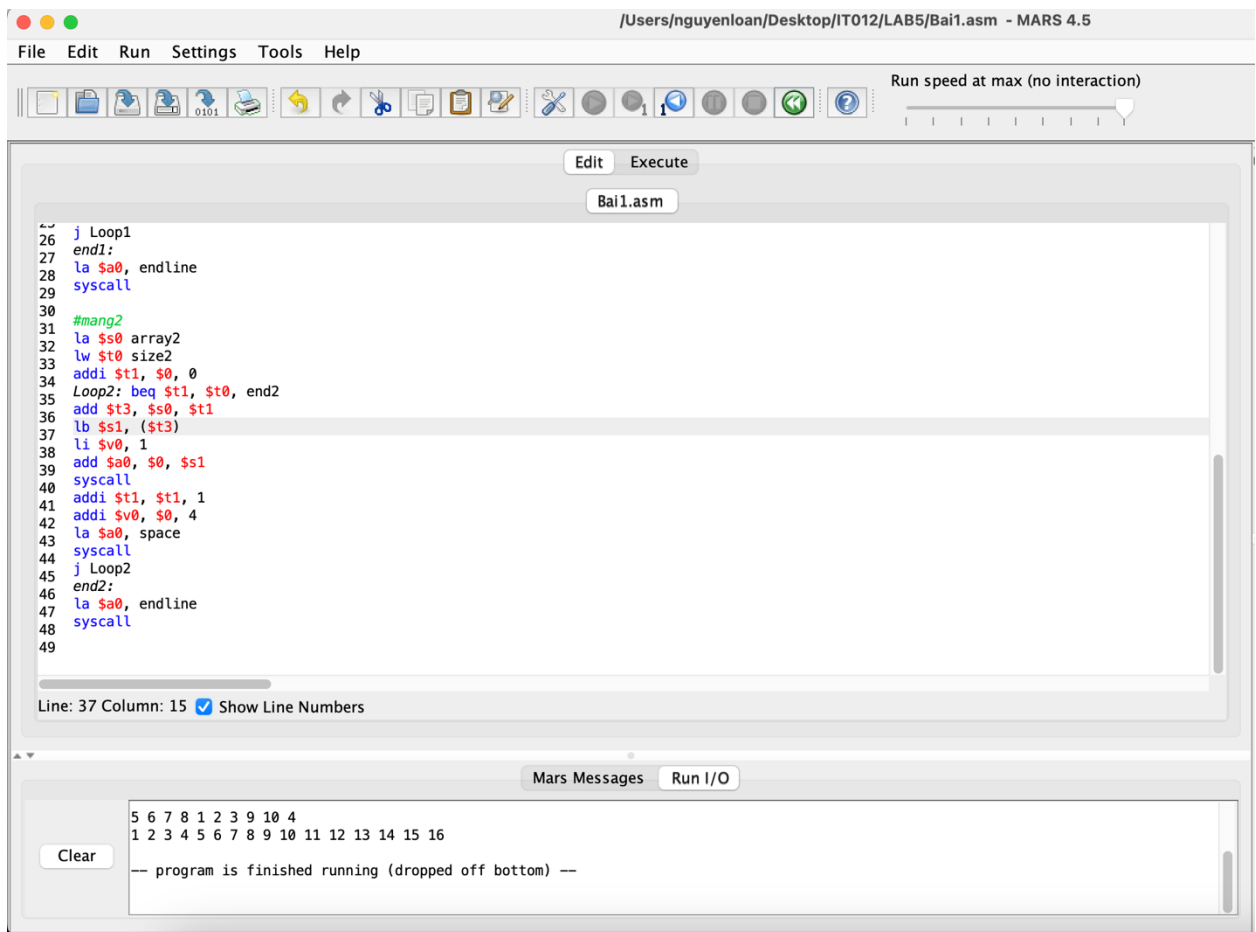 /Users/nguyenloan/Desktop/IT012/LAB5/Bai1.asm - MARS 4.5
File Edit Run Settings Tools Help
Run speed at max (no interaction)
0101 1 1 ?
Edit Execute
Bai1.asm
26 j Loop1
27 end1:
28 la $a0, endline
29 syscall
30
31 #mang2
32 la $s0 array2
33 lw $t0 size2
34 addi $t1, $0, 0
35 Loop2: beq $t1, $t0, end2
36 add $t3, $s0, $t1
37 lb $s1, ($t3)
38 li $v0, 1
39 add $a0, $0, $s1
40 syscall
41 addi $t1, $t1, 1
42 addi $v0, $0, 4
43 la $a0, space
44 syscall
45 j Loop2
46 end2:
47 la $a0, endline
48 syscall
49
Line: 37 Column: 15 Show Line Numbers
Mars Messages Run I/O
5 6 7 8 1 2 3 9 10 4
1 2 3 4 5 6 7 8 9 10 11 12 13 14 15 16
Clear
-- program is finished running (dropped off bottom) --